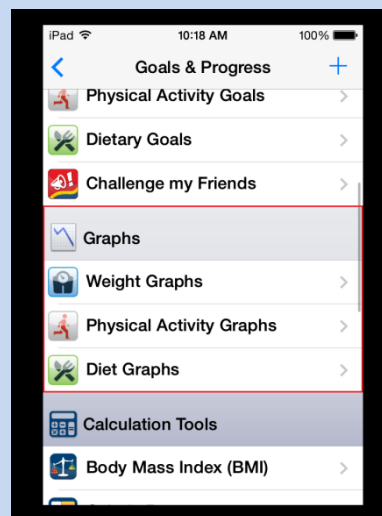 iPad 10:18 AM 100%
Goals & Progress
Physical Activity Goals
Dietary Goals
Challenge my Friends
Graphs
Weight Graphs
Physical Activity Graphs
Diet Graphs
Calculation Tools
Body Mass Index (BMI)